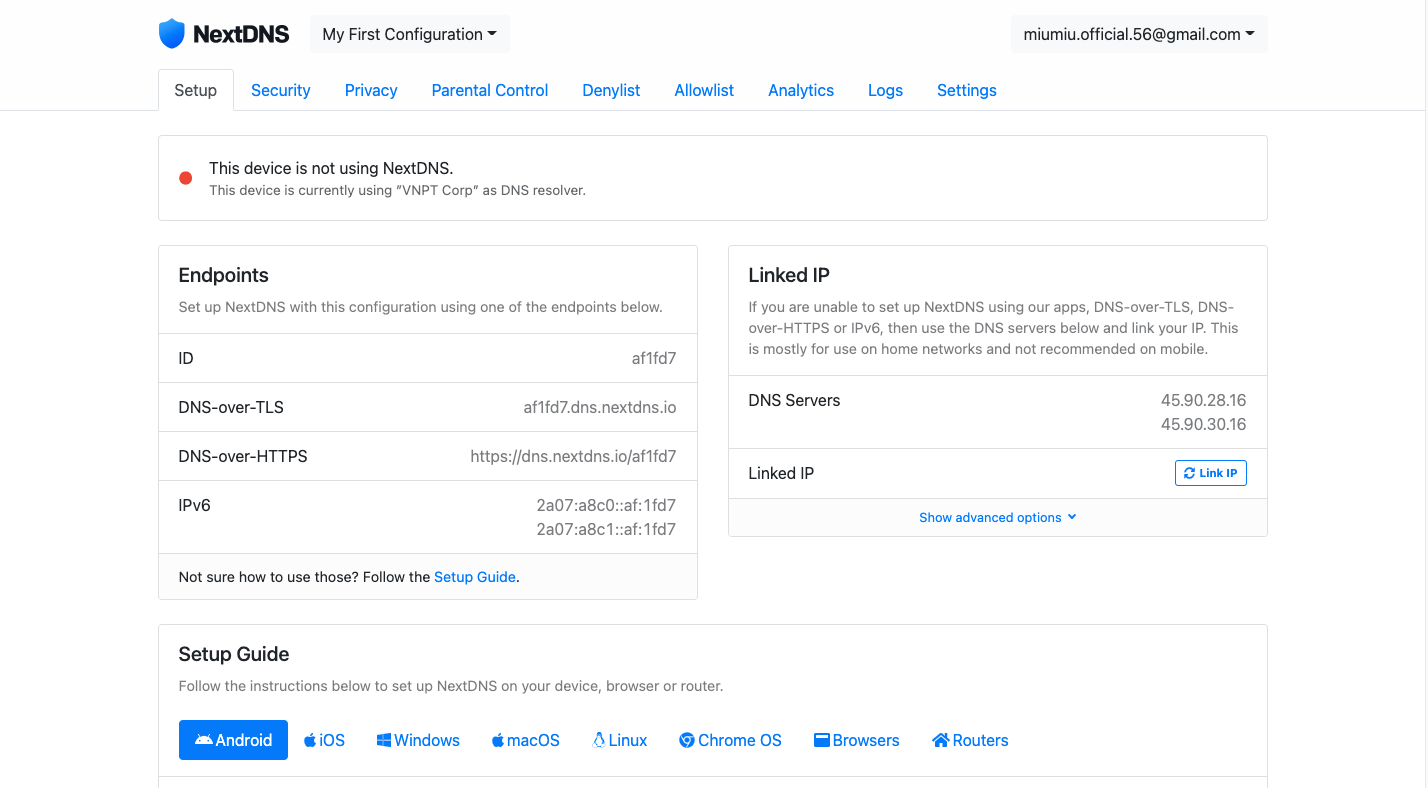 NextDNS
My First Configuration
miumiu.official.56@gmail.com
Setup
Security
Privacy
Parental Control
Denylist
Allowlist
Analytics
Logs
Settings
This device is not using NextDNS.
This device is currently using “VNPT Corp” as DNS resolver.
Endpoints
Set up NextDNS with this configuration using one of the endpoints below.
ID
af1fd7
DNS-over-TLS
af1fd7.dns.nextdns.io
DNS-over-HTTPS
https://dns.nextdns.io/af1fd7
IPv6
2a07:a8c0::af:1fd7
2a07:a8c1::af:1fd7
Not sure how to use those? Follow the Setup Guide.
Linked IP
If you are unable to set up NextDNS using our apps, DNS-over-TLS, DNS-
over-HTTPS or IPv6, then use the DNS servers below and link your IP. This
is mostly for use on home networks and not recommended on mobile.
DNS Servers
45.90.28.16
45.90.30.16
Linked IP
Link IP
Show advanced options
Setup Guide
Follow the instructions below to set up NextDNS on your device, browser or router.
Android
iOS
Windows
macOS
Linux
Chrome OS
Browsers
Routers